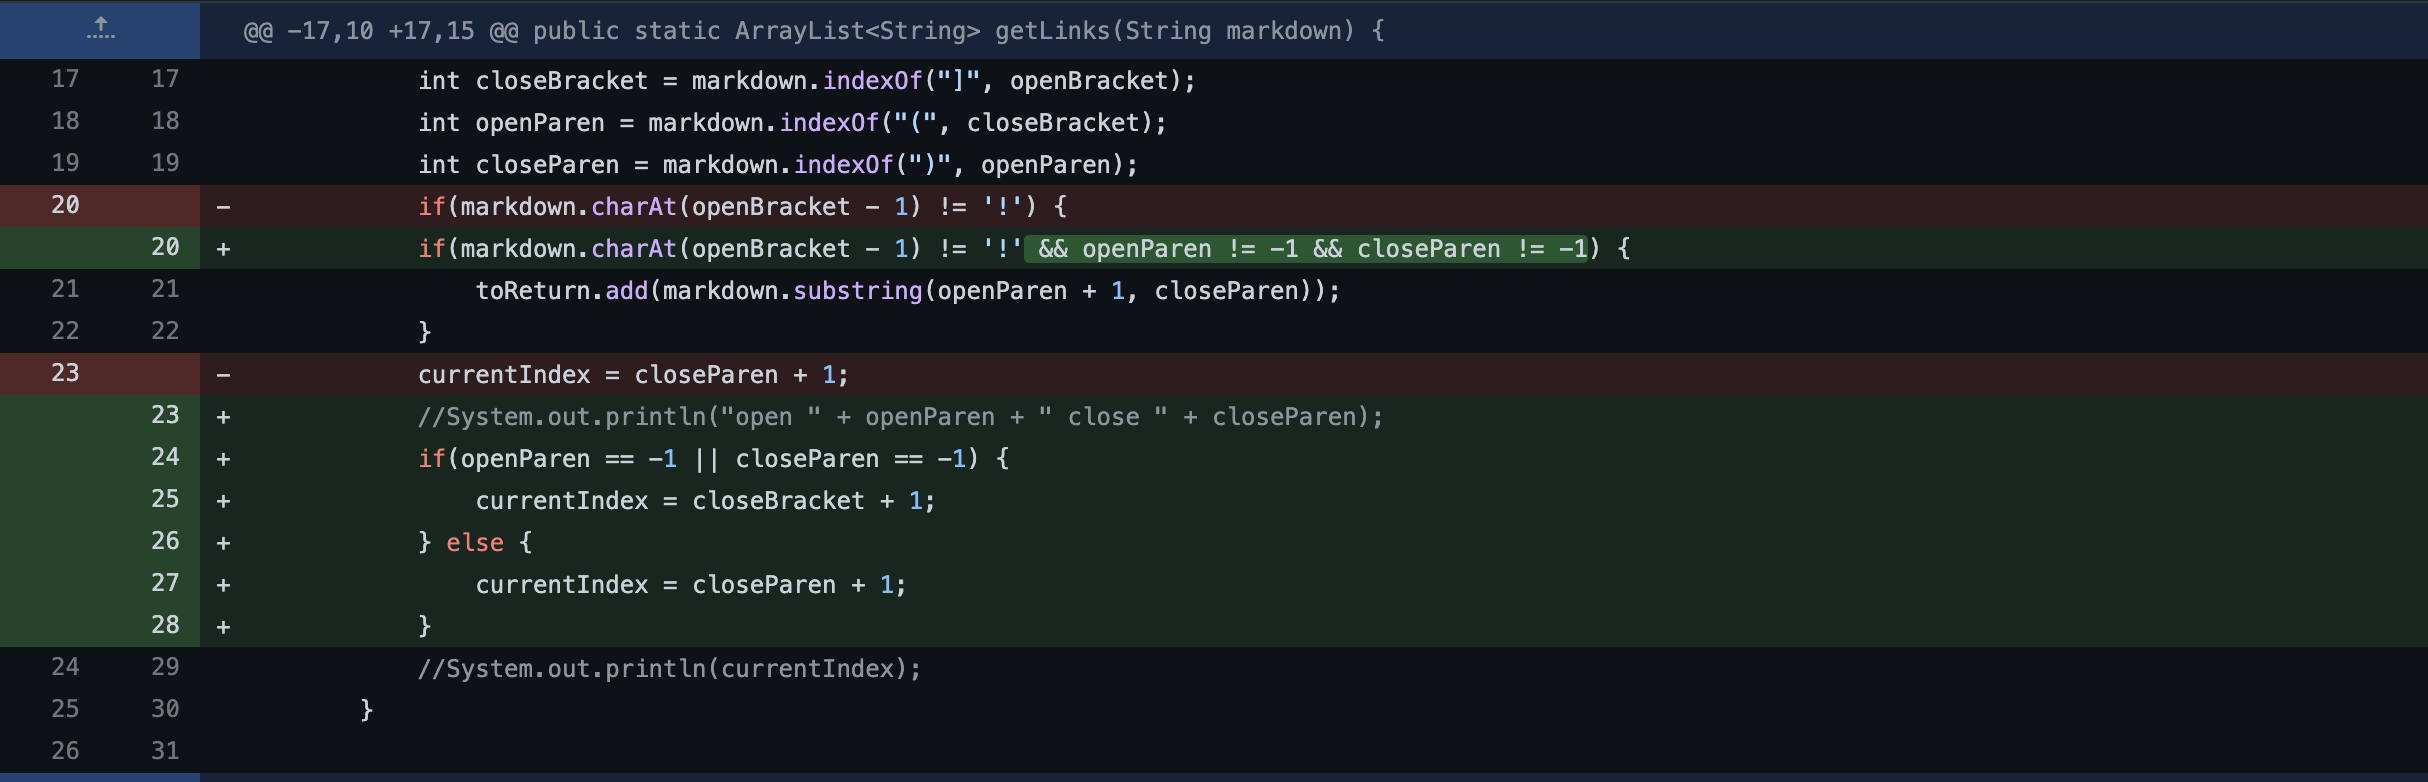 @@ -17,10 +17,15 @@ public static ArrayList<String> getLinks(String markdown) {
17 17 int closeBracket = markdown.indexOf("]", openBracket);
18 18 int openParen = markdown.indexOf("(", closeBracket);
19 19 int closeParen = markdown.indexOf(")", openParen);
20 - if(markdown.charAt(openBracket - 1) != '!') {
20 + if(markdown.charAt(openBracket - 1) != '!' && openParen != -1 && closeParen != -1) {
21 21 toReturn.add(markdown.substring(openParen + 1, closeParen));
22 22 }
23 - currentIndex = closeParen + 1;
23 + //System.out.println("open " + openParen + " close " + closeParen);
24 + if(openParen == -1 || closeParen == -1) {
25 + currentIndex = closeBracket + 1;
26 + } else {
27 + currentIndex = closeParen + 1;
28 + }
24 29 //System.out.println(currentIndex);
25 30 }
26 31